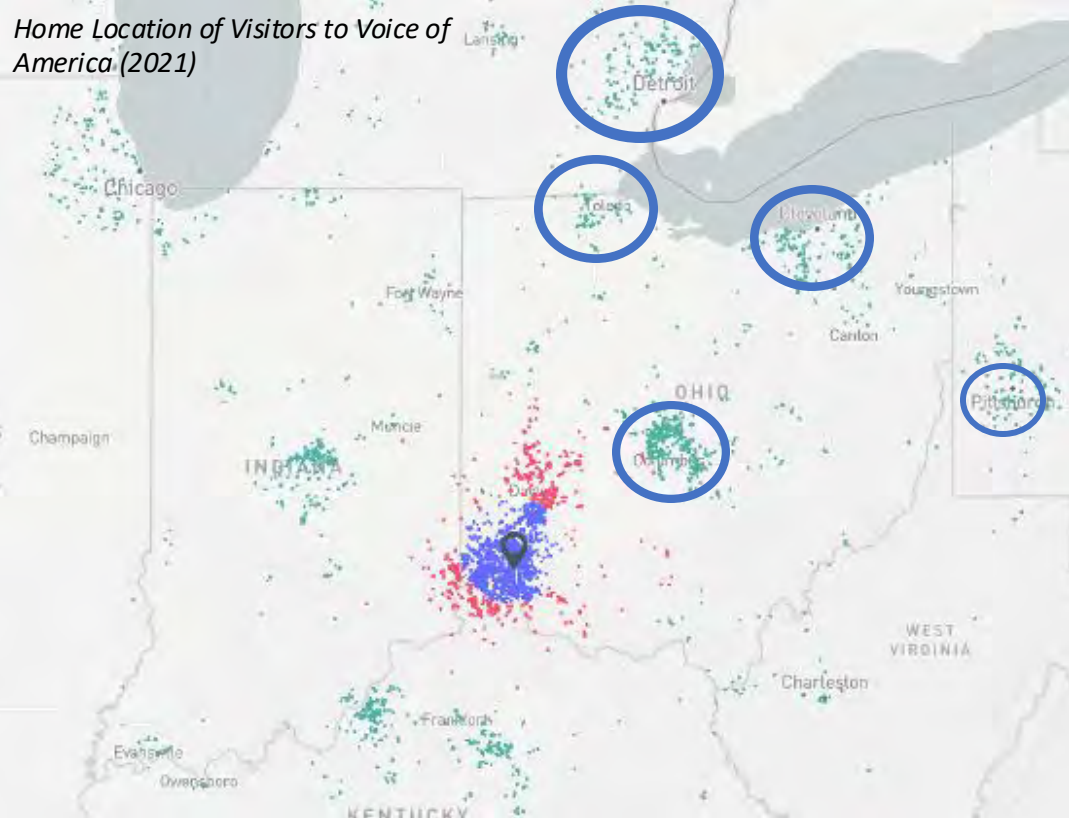 Home Location of Visitors to Voice of
America (2021)
Lansing
Detroit
Chicago
Toledo
Cleveland
Fort Wayne
Youngstown
Canton
OHIO
Pittsburgh
Muncie
Champaign
INDIANA
Columbus
WEST
VIRGINIA
Charleston
Frankfort
Evansville
Owensboro
KENTUCKY